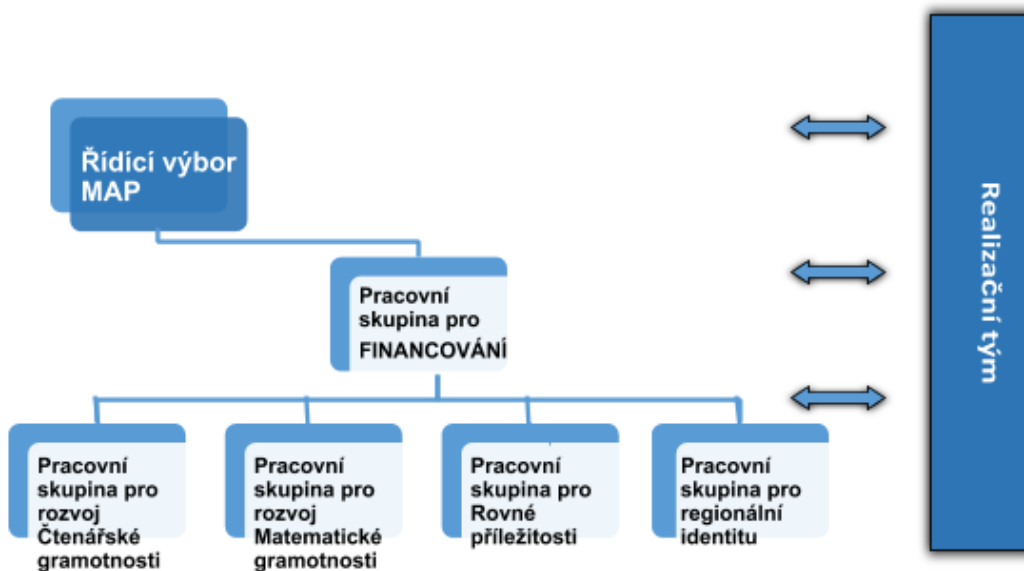 Řídící výbor
MAP
Pracovní
skupina pro
FINANCOVÁNÍ
Pracovní
skupina pro
rozvoj
Čtenářské
gramotnosti
Pracovní
skupina pro
rozvoj
Matematické
gramotnosti
Pracovní
skupina pro
Rovné
příležitosti
Pracovní
skupina pro
regionální
identitu
Realizační tým